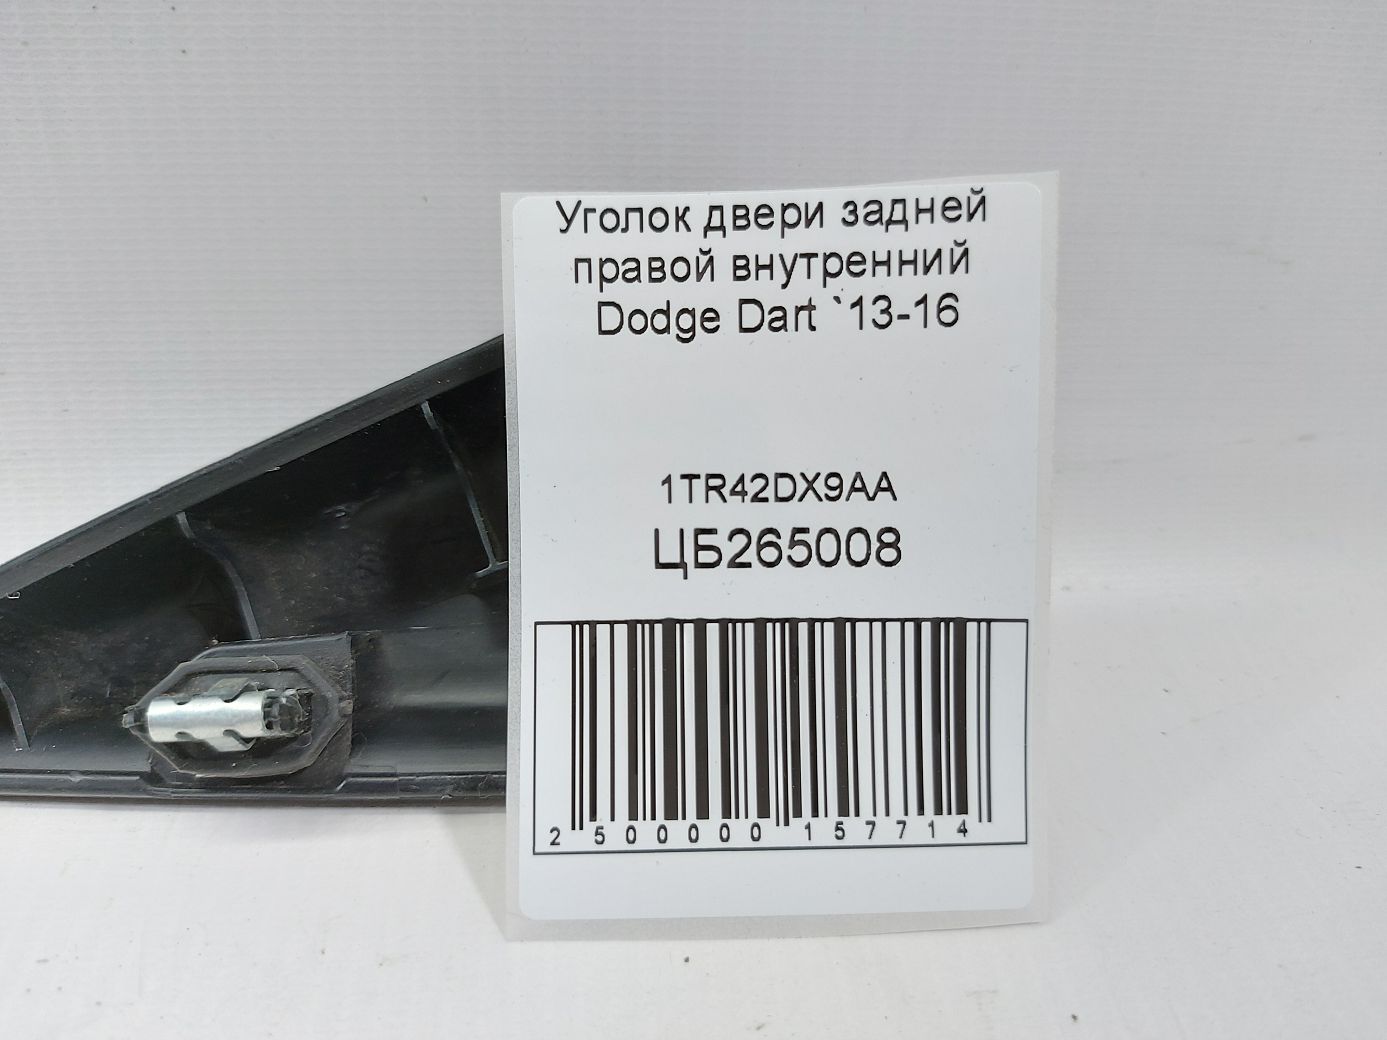 Уголок двери задней
правой внутренний
Dodge Dart `13-16
1TR42DX9AA
ЦБ265008
2 500000 157714